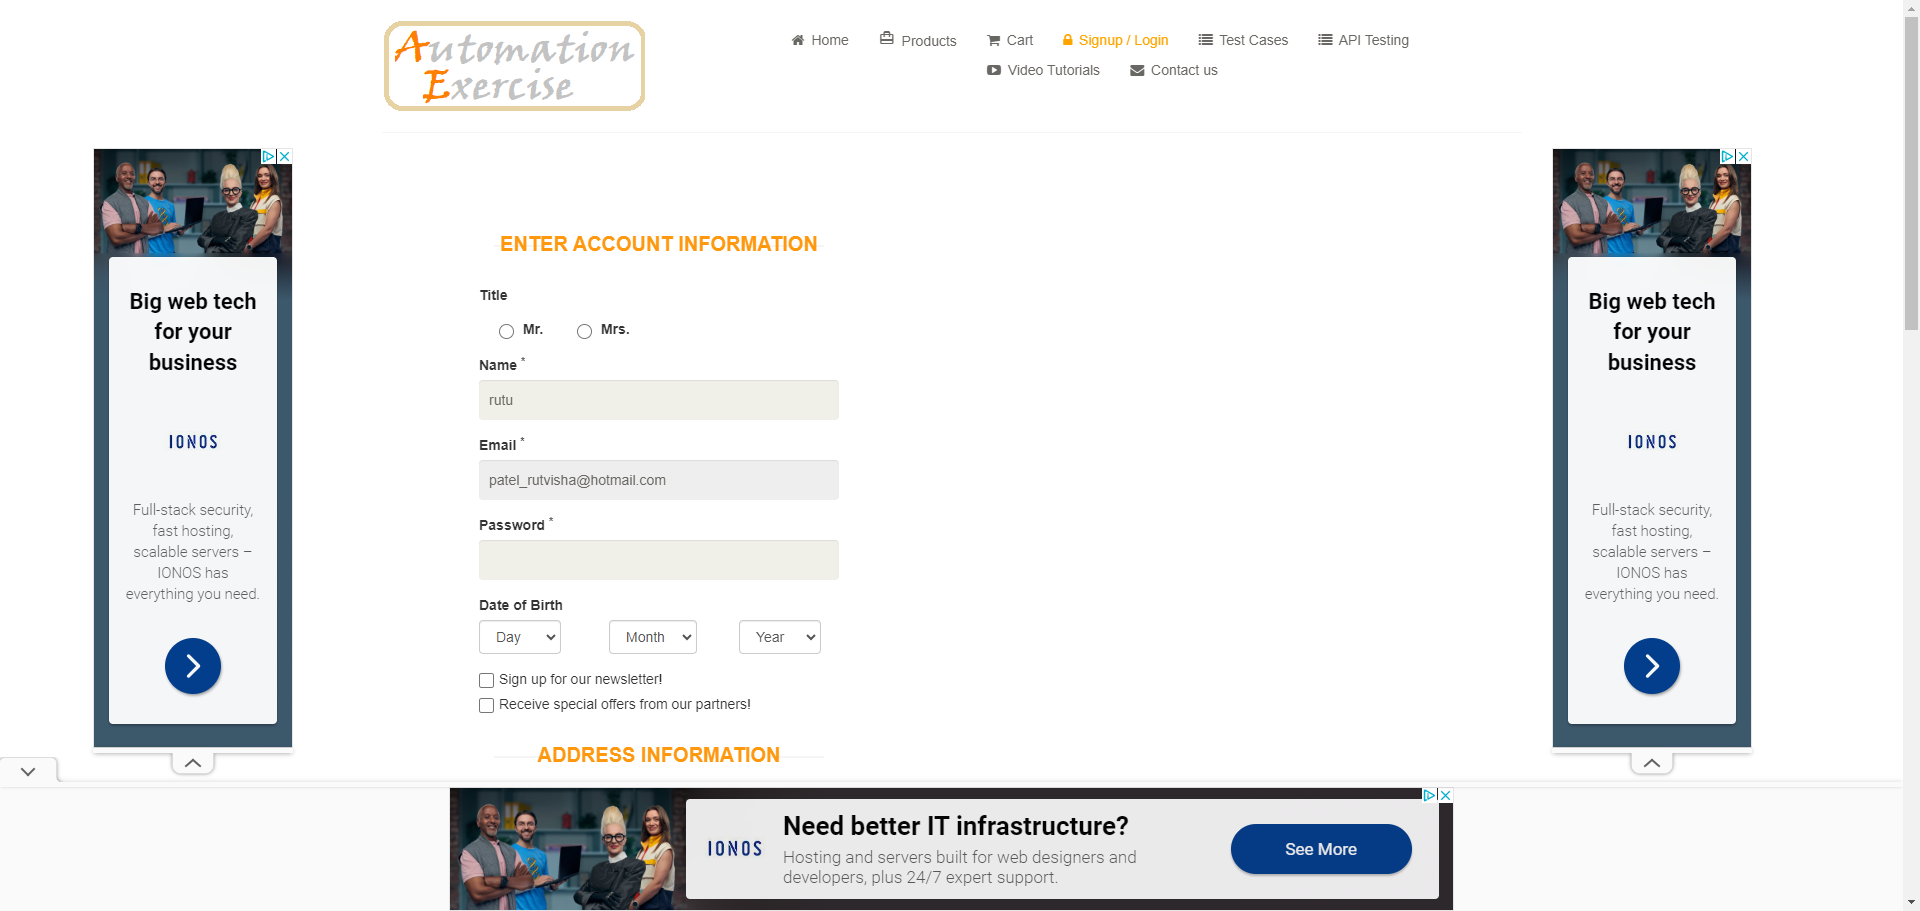 Automation
Exercise
Home
Products
Cart
Signup / Login
Test Cases
API Testing
Video Tutorials
Contact us
Big web tech
for your
business
IONOS
Full-stack security,
fast hosting,
scalable servers –
IONOS has
everything you need.
ENTER ACCOUNT INFORMATION
Title
Mr.
Mrs.
Name *
rutu
Email *
patel_rutvisha@hotmail.com
Password *
Date of Birth
Day
Month
Year
Sign up for our newsletter!
Receive special offers from our partners!
ADDRESS INFORMATION
Big web tech
for your
business
IONOS
Full-stack security,
fast hosting,
scalable servers –
IONOS has
everything you need.
IONOS
Need better IT infrastructure?
Hosting and servers built for web designers and
developers, plus 24/7 expert support.
See More